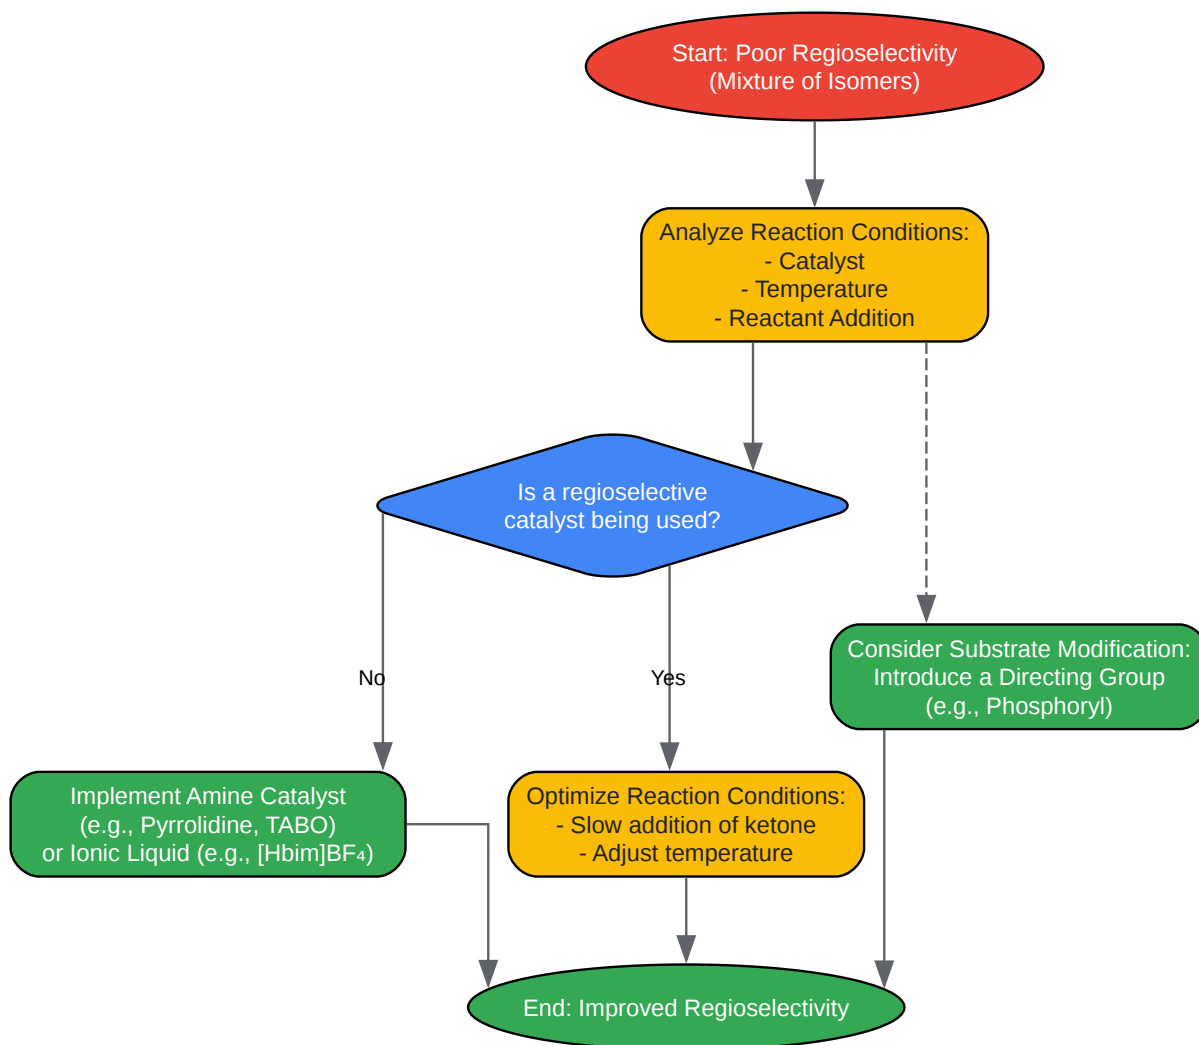 Start: Poor Regioselectivity
(Mixture of Isomers)
Analyze Reaction Conditions:
- Catalyst
- Temperature
- Reactant Addition
Is a regioselective
catalyst being used?
Consider Substrate Modification:
Introduce a Directing Group
(e.g., Phosphoryl)
No
Yes
Implement Amine Catalyst
(e.g., Pyrrolidine, TABO)
or Ionic Liquid (e.g., [Hbim]BF₄)
Optimize Reaction Conditions:
- Slow addition of ketone
- Adjust temperature
End: Improved Regioselectivity